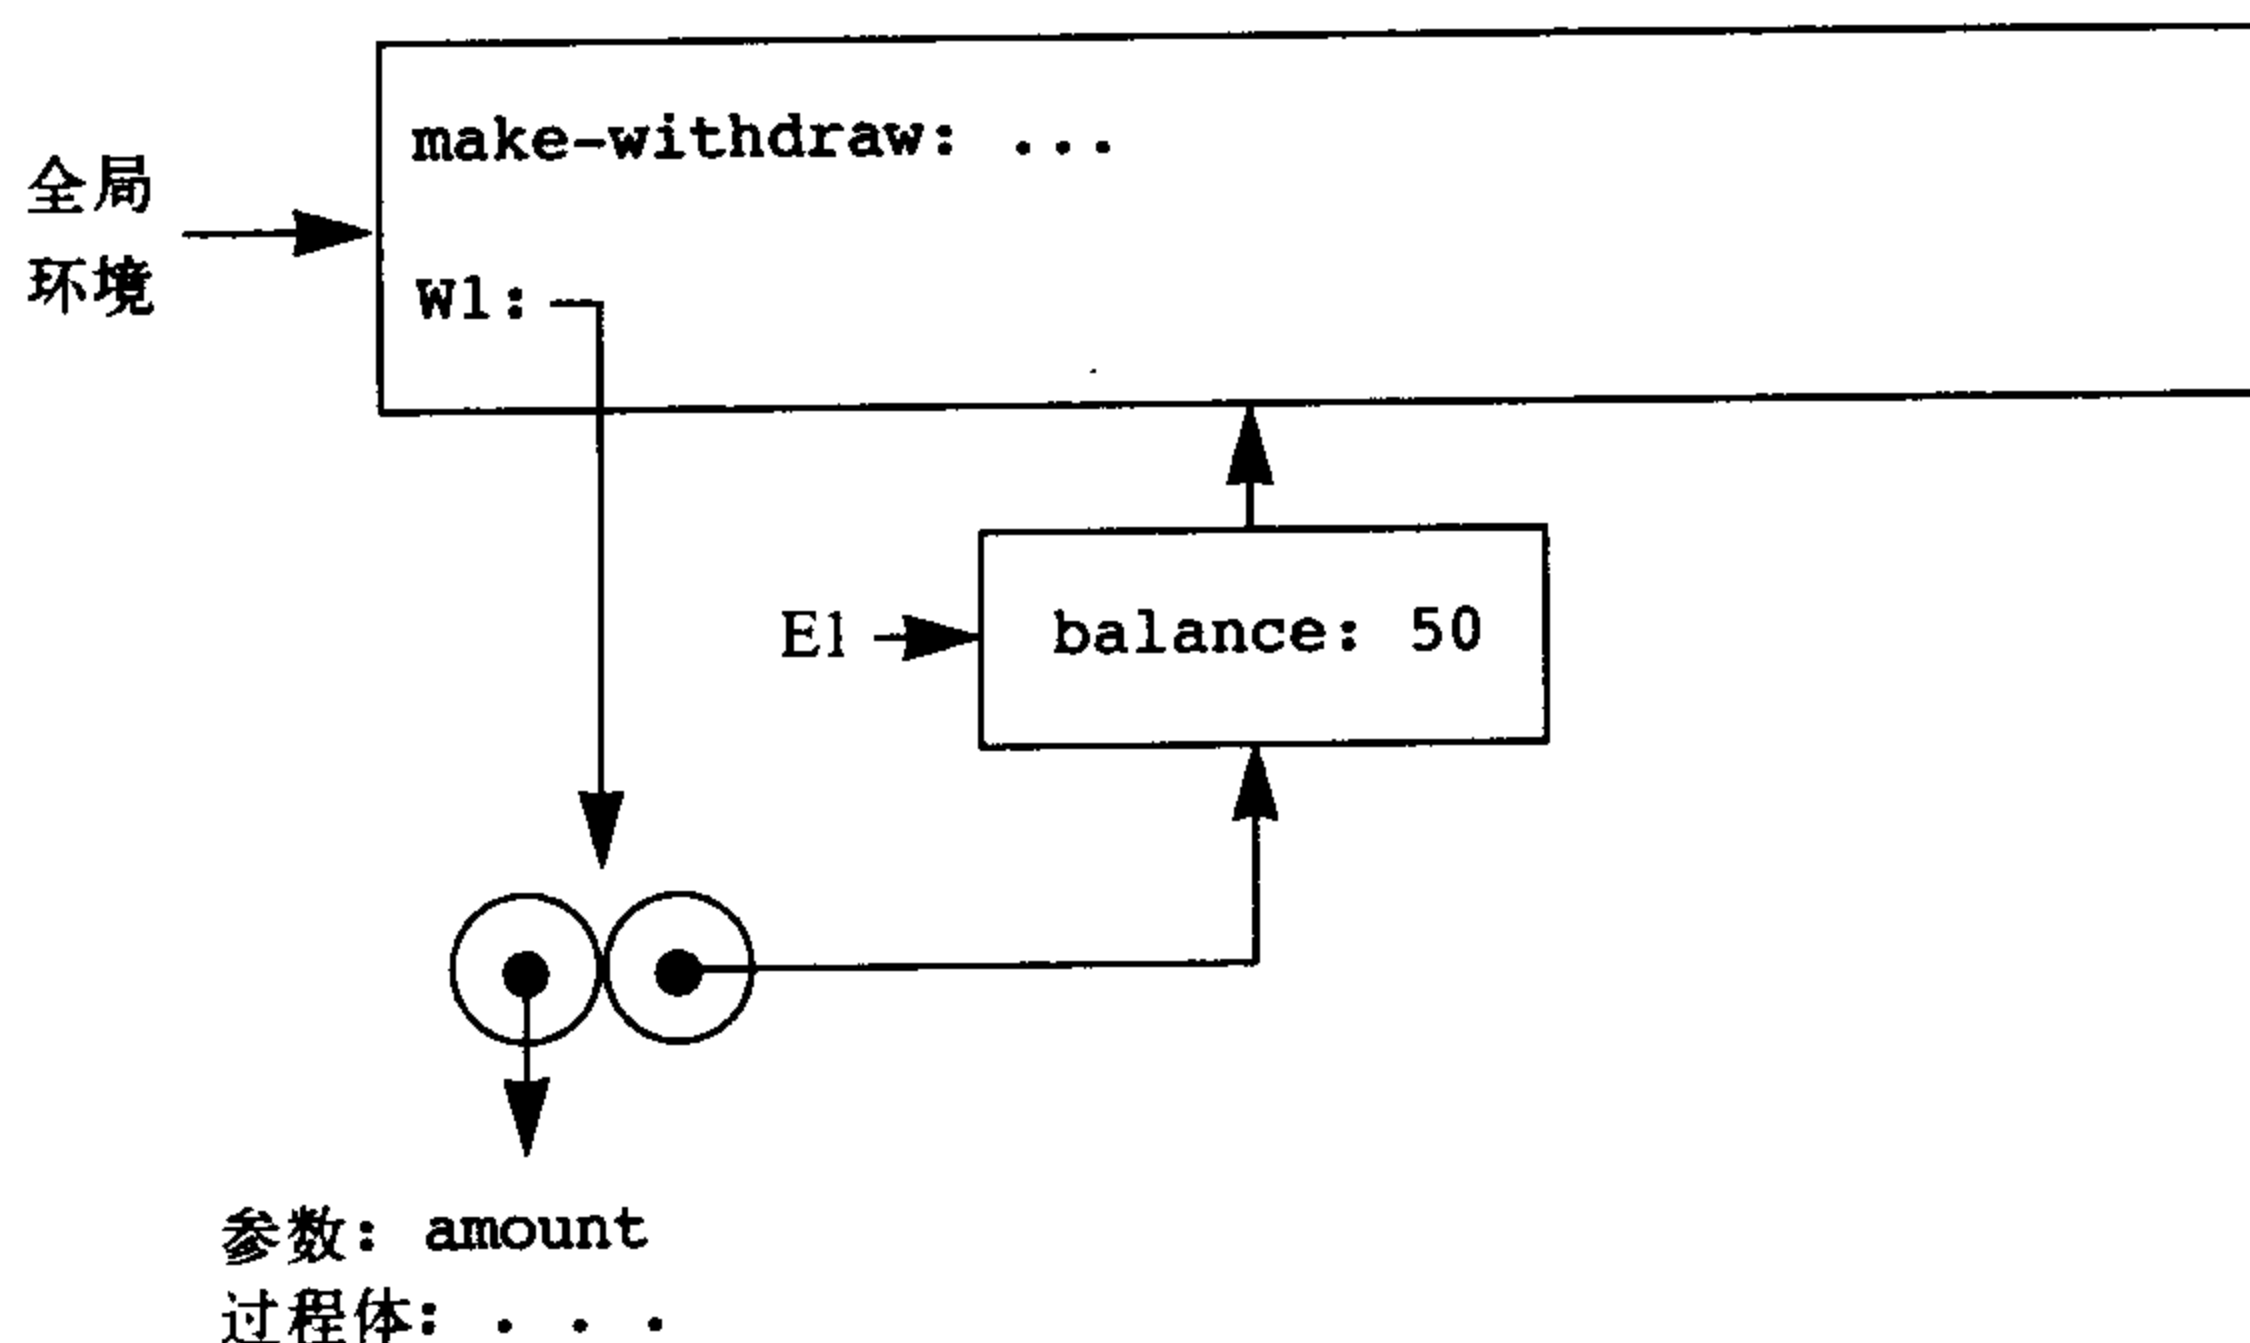 make-withdraw: ...
全局
环境
W1:
E1
balance: 50
参数: amount
过程体: . . .